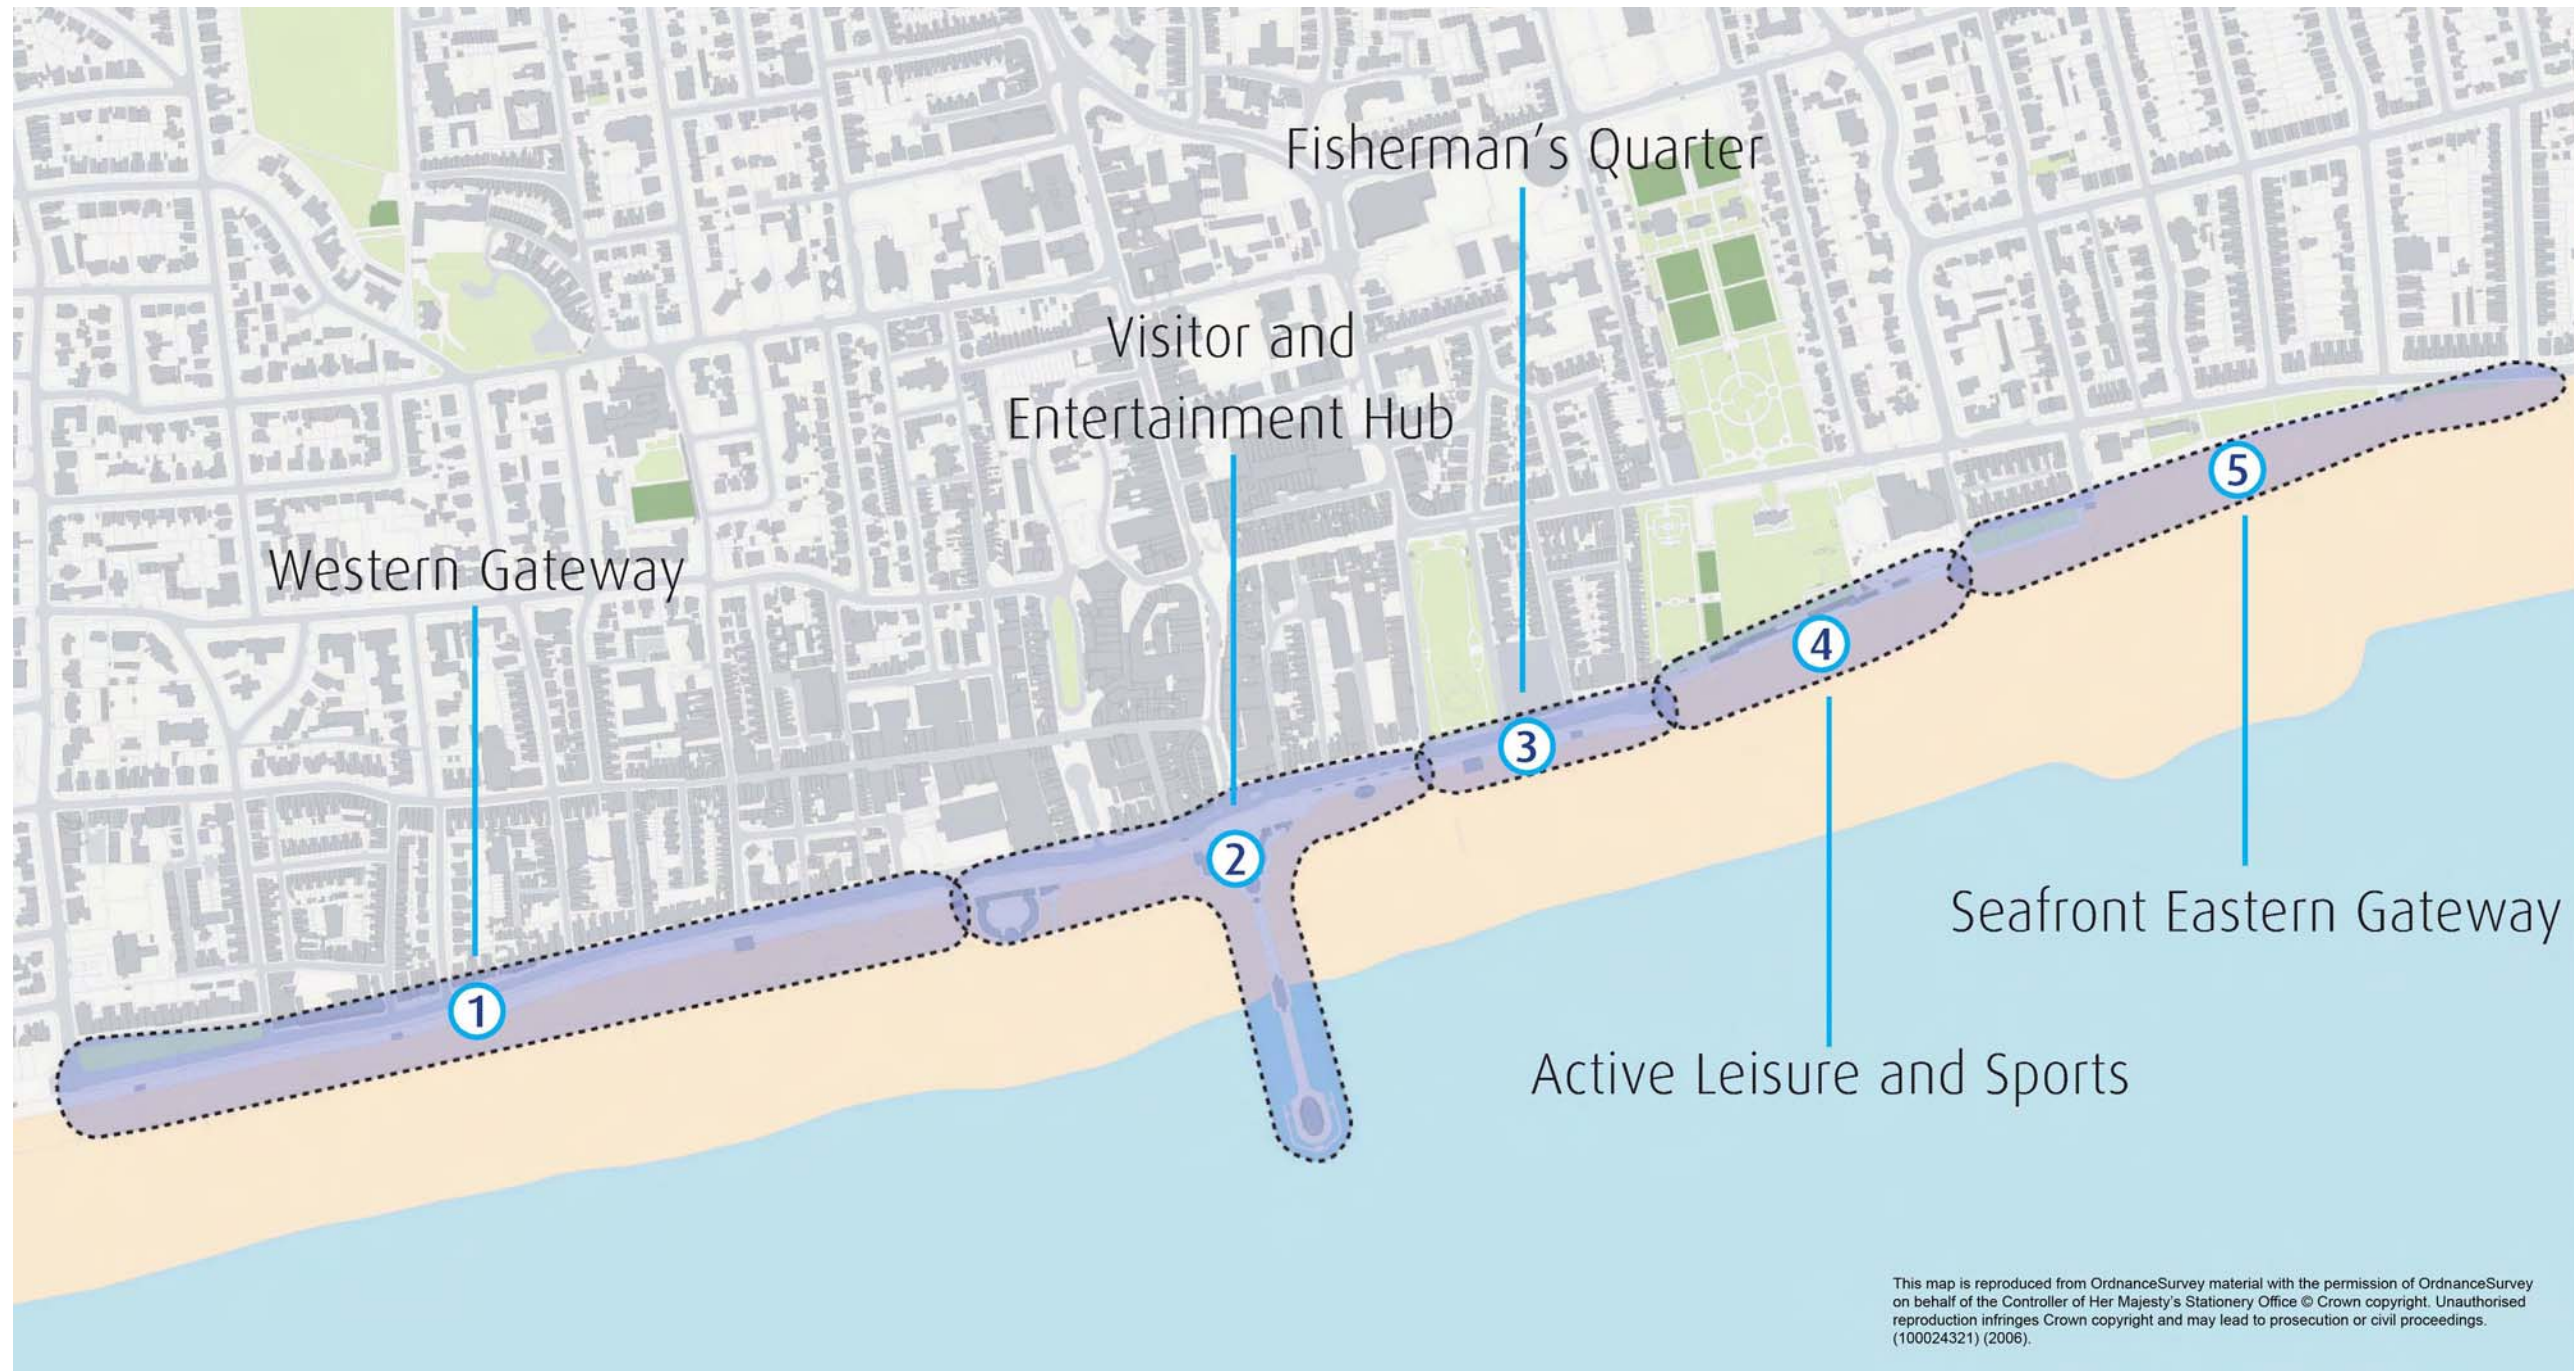 Fisherman's Quarter
Visitor and
Entertainment Hub
Western Gateway
5
4
3
2
1
Seafront Eastern Gateway
Active Leisure and Sports
This map is reproduced from OrdnanceSurvey material with the permission of OrdnanceSurvey
on behalf of the Controller of Her Majesty's Stationery Office © Crown copyright. Unauthorised
reproduction infringes Crown copyright and may lead to prosecution or civil proceedings.
(100024321) (2006).